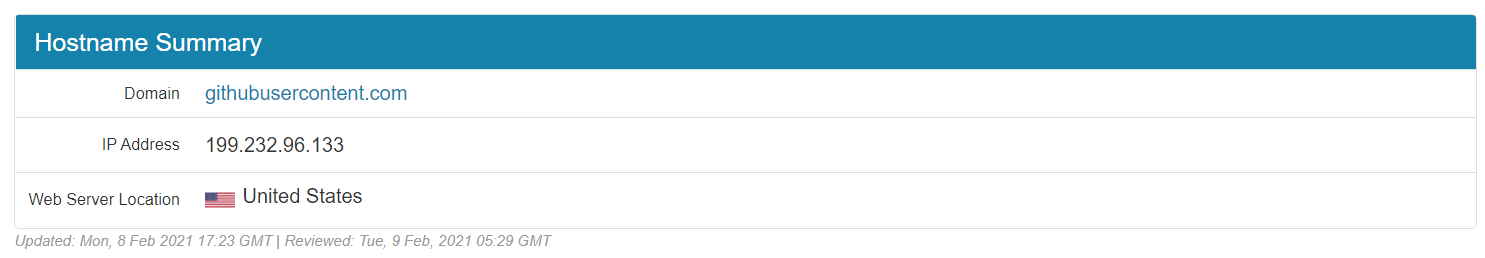 Hostname Summary
Domain githubusercontent.com
IP Address 199.232.96.133
Web Server Location United States
Updated: Mon, 8 Feb 2021 17:23 GMT | Reviewed: Tue, 9 Feb, 2021 05:29 GMT